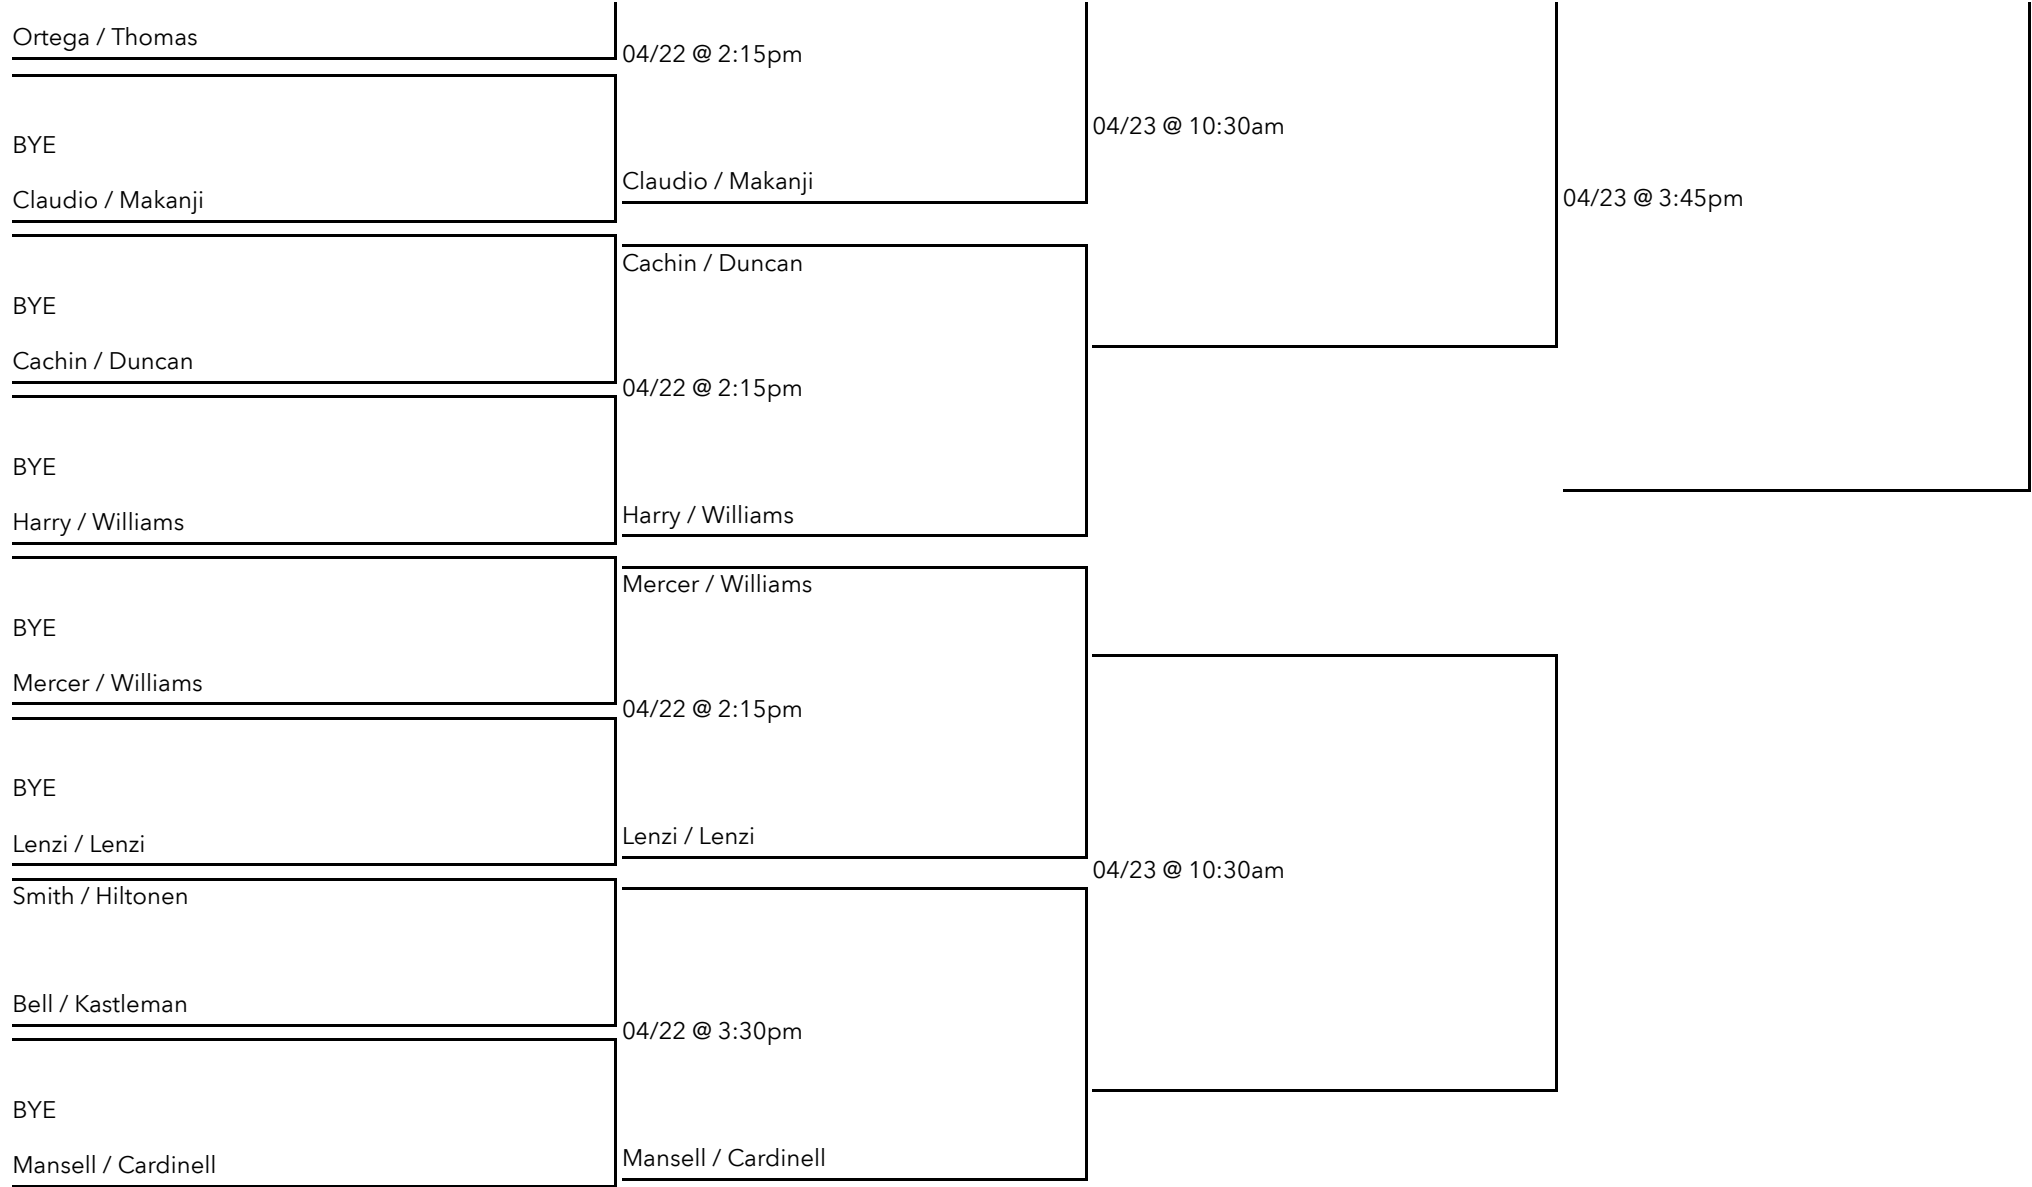 Ortega / Thomas
BYE
Claudio / Makanji
BYE
Cachin / Duncan
BYE
Harry / Williams
BYE
Mercer / Williams
BYE
Lenzi / Lenzi
Smith / Hiltonen
Bell / Kastleman
BYE
Mansell / Cardinell
04/22 @ 2:15pm
Claudio / Makanji
Cachin / Duncan
04/22 @ 2:15pm
Harry / Williams
Mercer / Williams
04/22 @ 2:15pm
Lenzi / Lenzi
04/22 @ 3:30pm
Mansell / Cardinell
04/23 @ 10:30am
04/23 @ 10:30am
04/23 @ 3:45pm